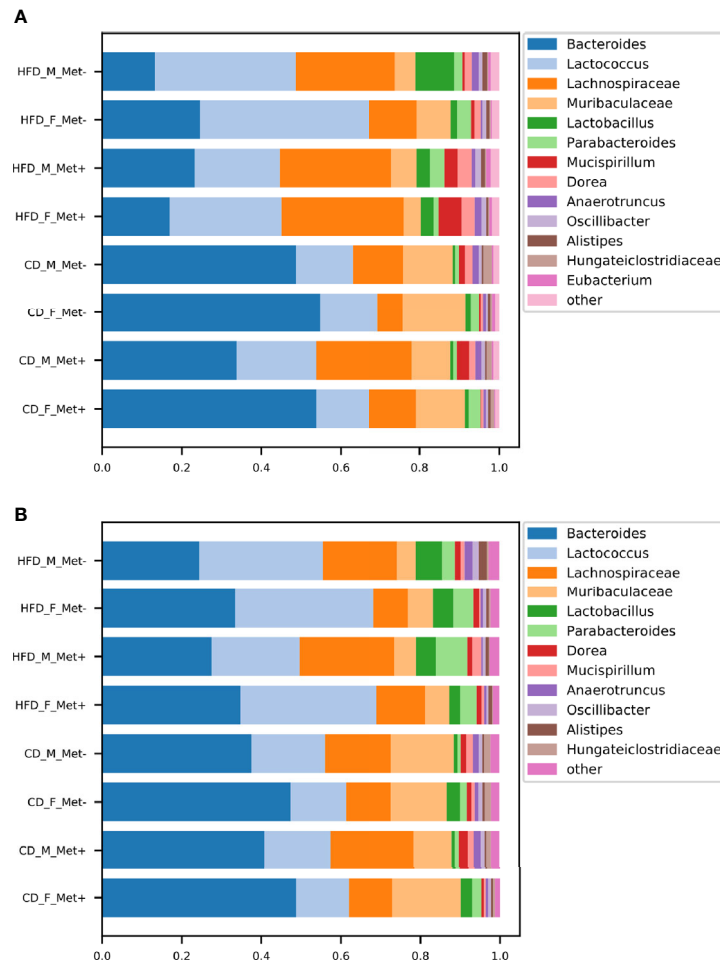 A
HFD_M_Met-
HFD_F_Met-
HFD_M_Met+
HFD_F_Met+
CD_M_Met-
CD_F_Met-
CD_M_Met+
CD_F_Met+
0.0 0.2 0.4 0.6 0.8 1.0
Bacteroides
Lactococcus
Lachnospiraceae
Muribaculaceae
Lactobacillus
Parabacteroides
Mucispirillum
Dorea
Anaerotruncus
Oscillibacter
Alistipes
Hungateiclostridiaceae
Eubacterium
other
B
HFD_M_Met-
HFD_F_Met-
HFD_M_Met+
HFD_F_Met+
CD_M_Met-
CD_F_Met-
CD_M_Met+
CD_F_Met+
0.0 0.2 0.4 0.6 0.8 1.0
Bacteroides
Lactococcus
Lachnospiraceae
Muribaculaceae
Lactobacillus
Parabacteroides
Dorea
Mucispirillum
Anaerotruncus
Oscillibacter
Alistipes
Hungateiclostridiaceae
other